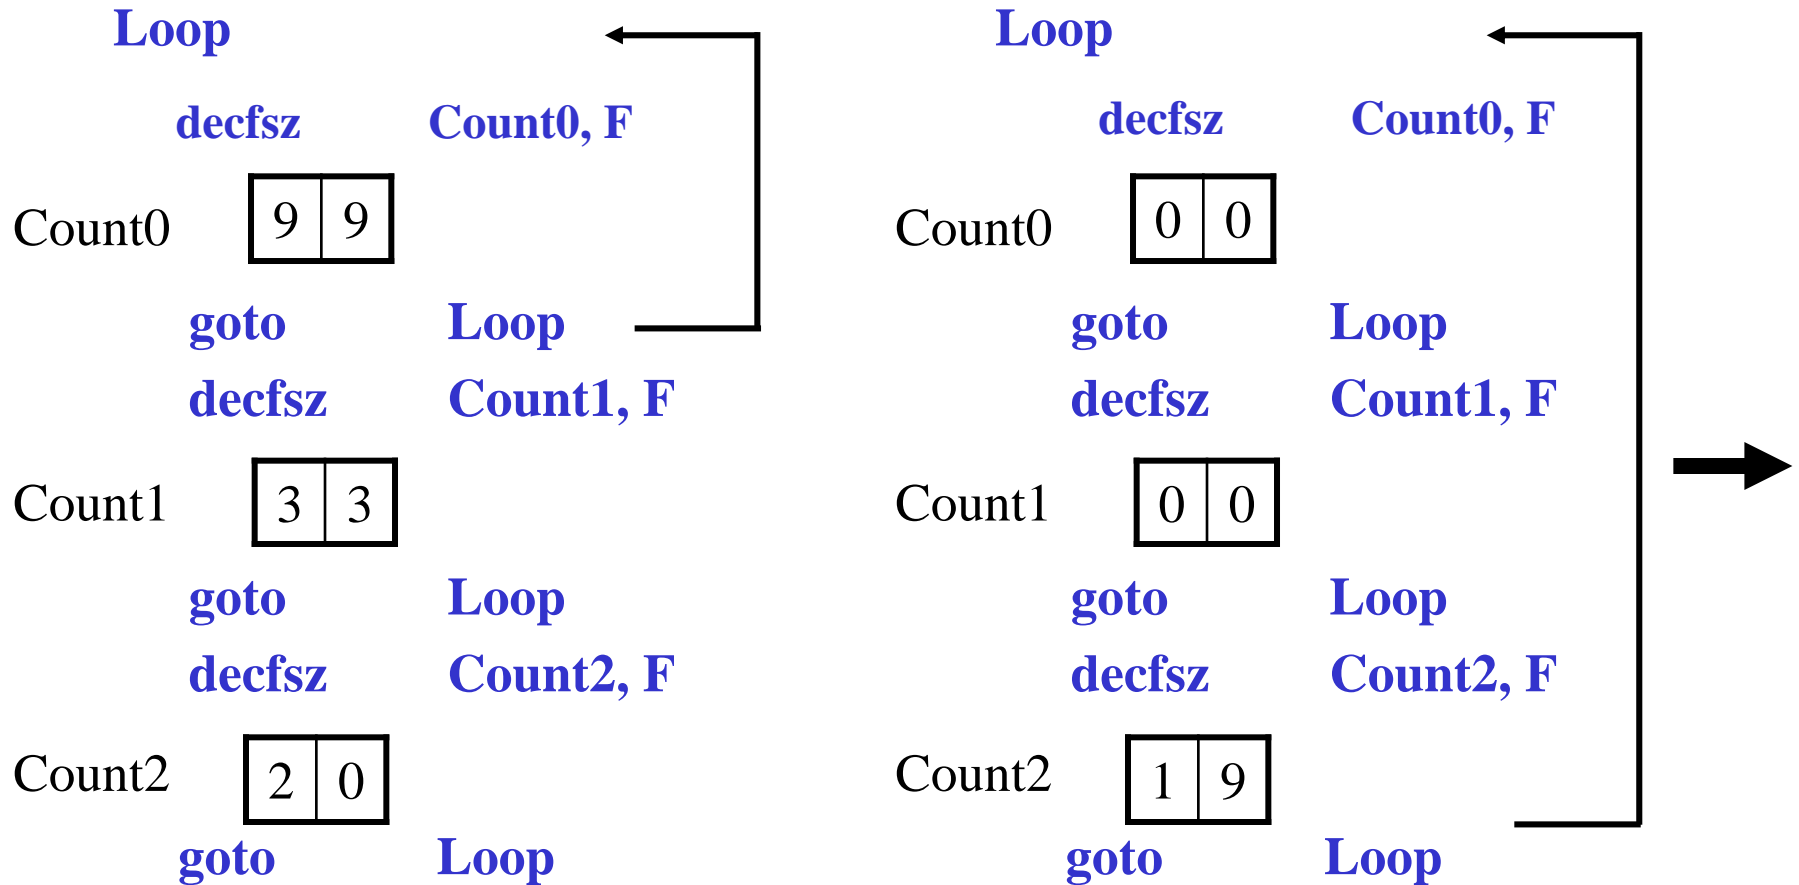 Loop
decfsz Count0, F
Count0 9 9
goto Loop
decfsz Count1, F
Count1 3 3
goto Loop
decfsz Count2, F
Count2 2 0
goto Loop
Loop
decfsz Count0, F
Count0 0 0
goto Loop
decfsz Count1, F
Count1 0 0
goto Loop
decfsz Count2, F
Count2 1 9
goto Loop